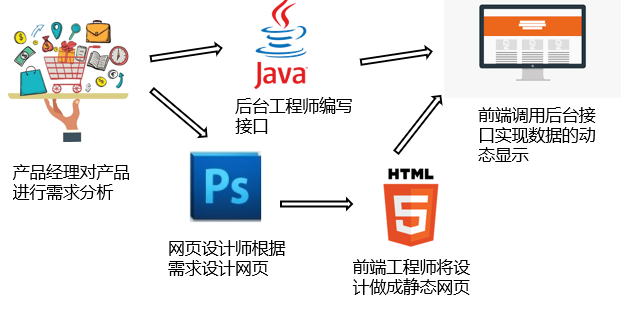 Java
后台工程师编写
接口
前端调用后台接
口实现数据的动
态显示
产品经理对产品
进行需求分析
Ps
网页设计师根据
需求设计网页
HTML
5
前端工程师将设
计做成静态网页